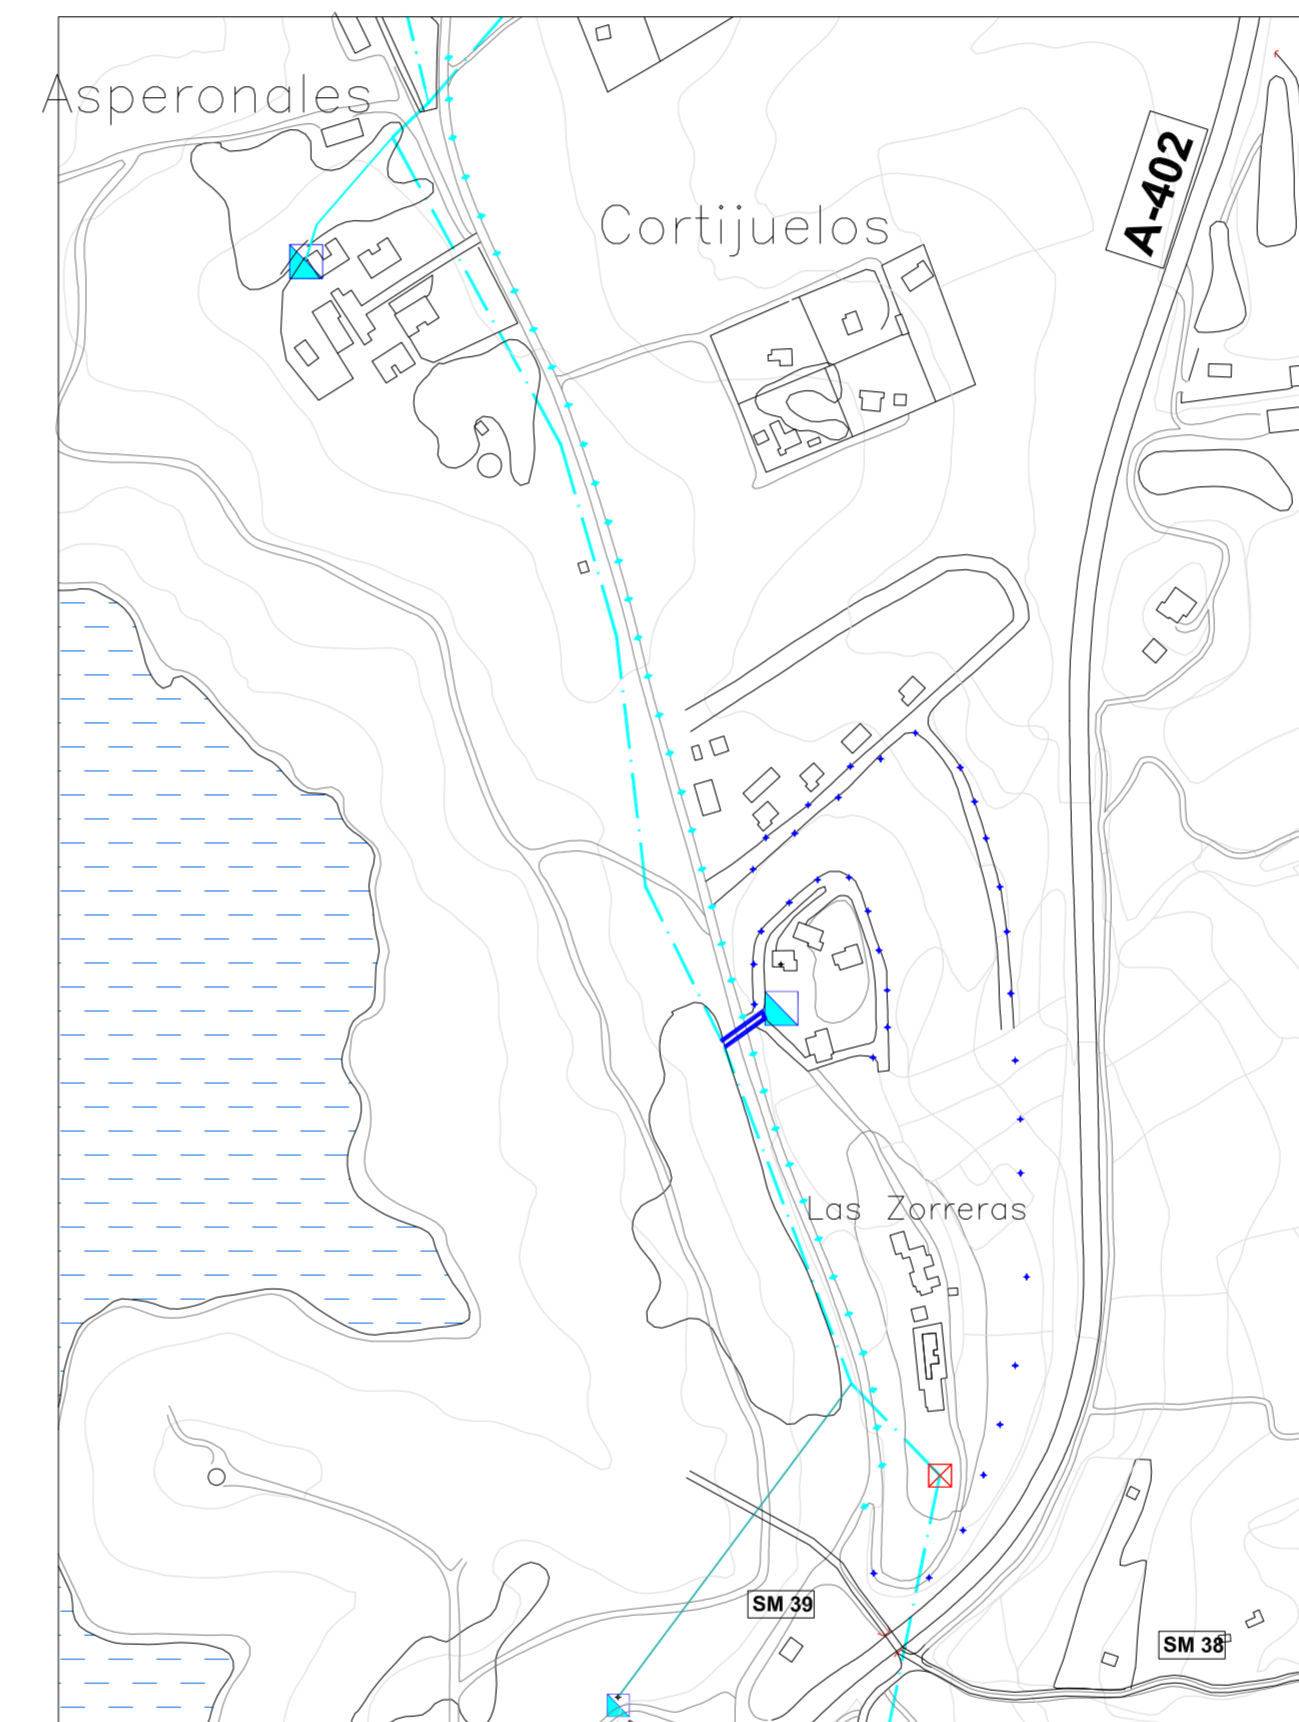 Asperonales
A-402
Cortijuelos
Las Zorreras
SM 39
SM 38